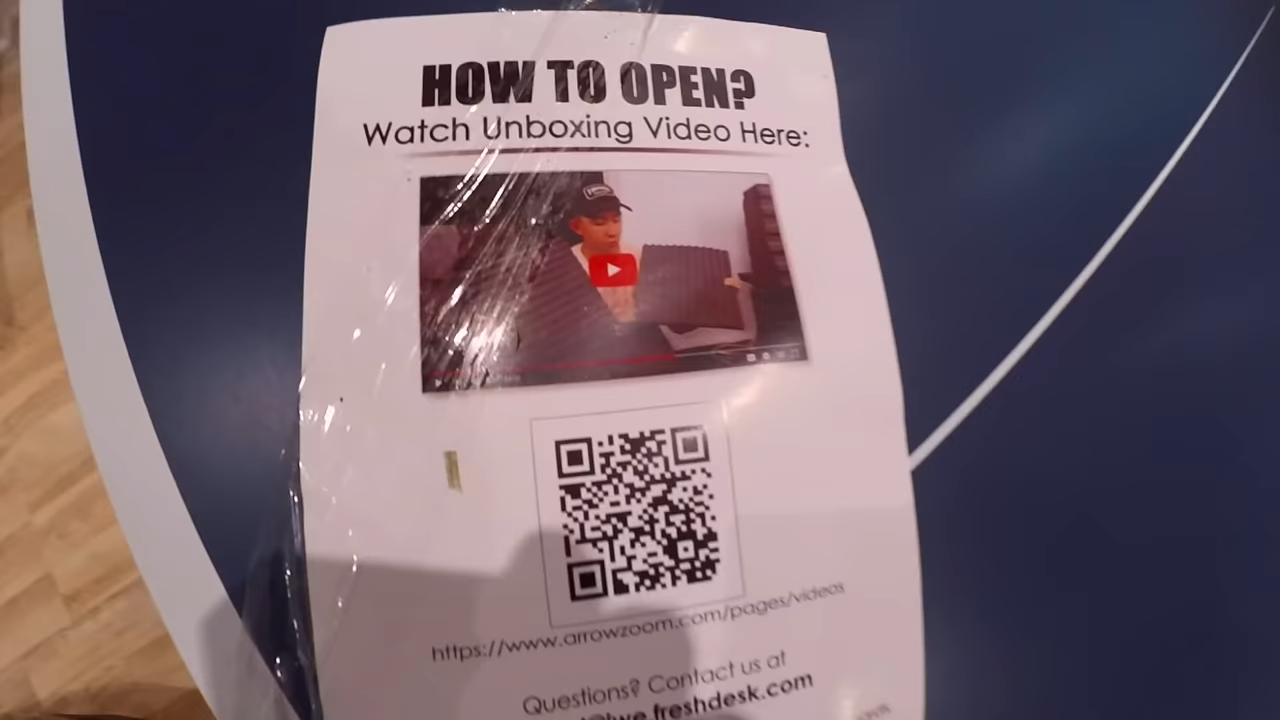 HOW TO OPEN?
Watch Unboxing Video Here:
https://www.arrowzoom.com/pages/videos
Questions? Contact us at
freshdesk.com